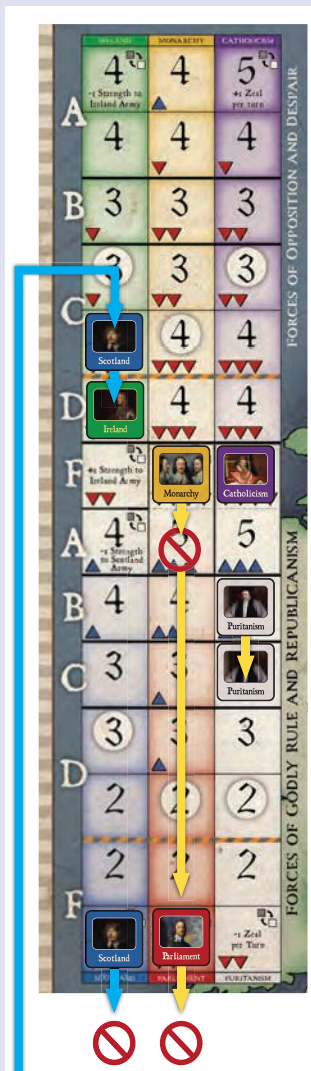 IRELAND MONARCHY CATHOLICISM
A
4 4 5
-1 Strength to
Ireland Army
+1 Zeal
per turn
4 4 4
B
3 3 3
C
3 3 3
Scotland 4 4
D
Ireland 4 4
F
+1 Strength to
Ireland Army
Monarchy Catholicism
A
4 5
-1 Strength
to Scotland
Army
B
4 4 Puritanism
C
3 3 Puritanism
D
3 3 3
2 2 2
F
2 2 2
Scotland Parliament
-1 Zeal
per Turn
SCOTLAND PARLIAMENT PURITANISM
FORCES OF OPPOSITION AND DESPAIR
FORCES OF GODLY RULE AND REPUBLICANISM